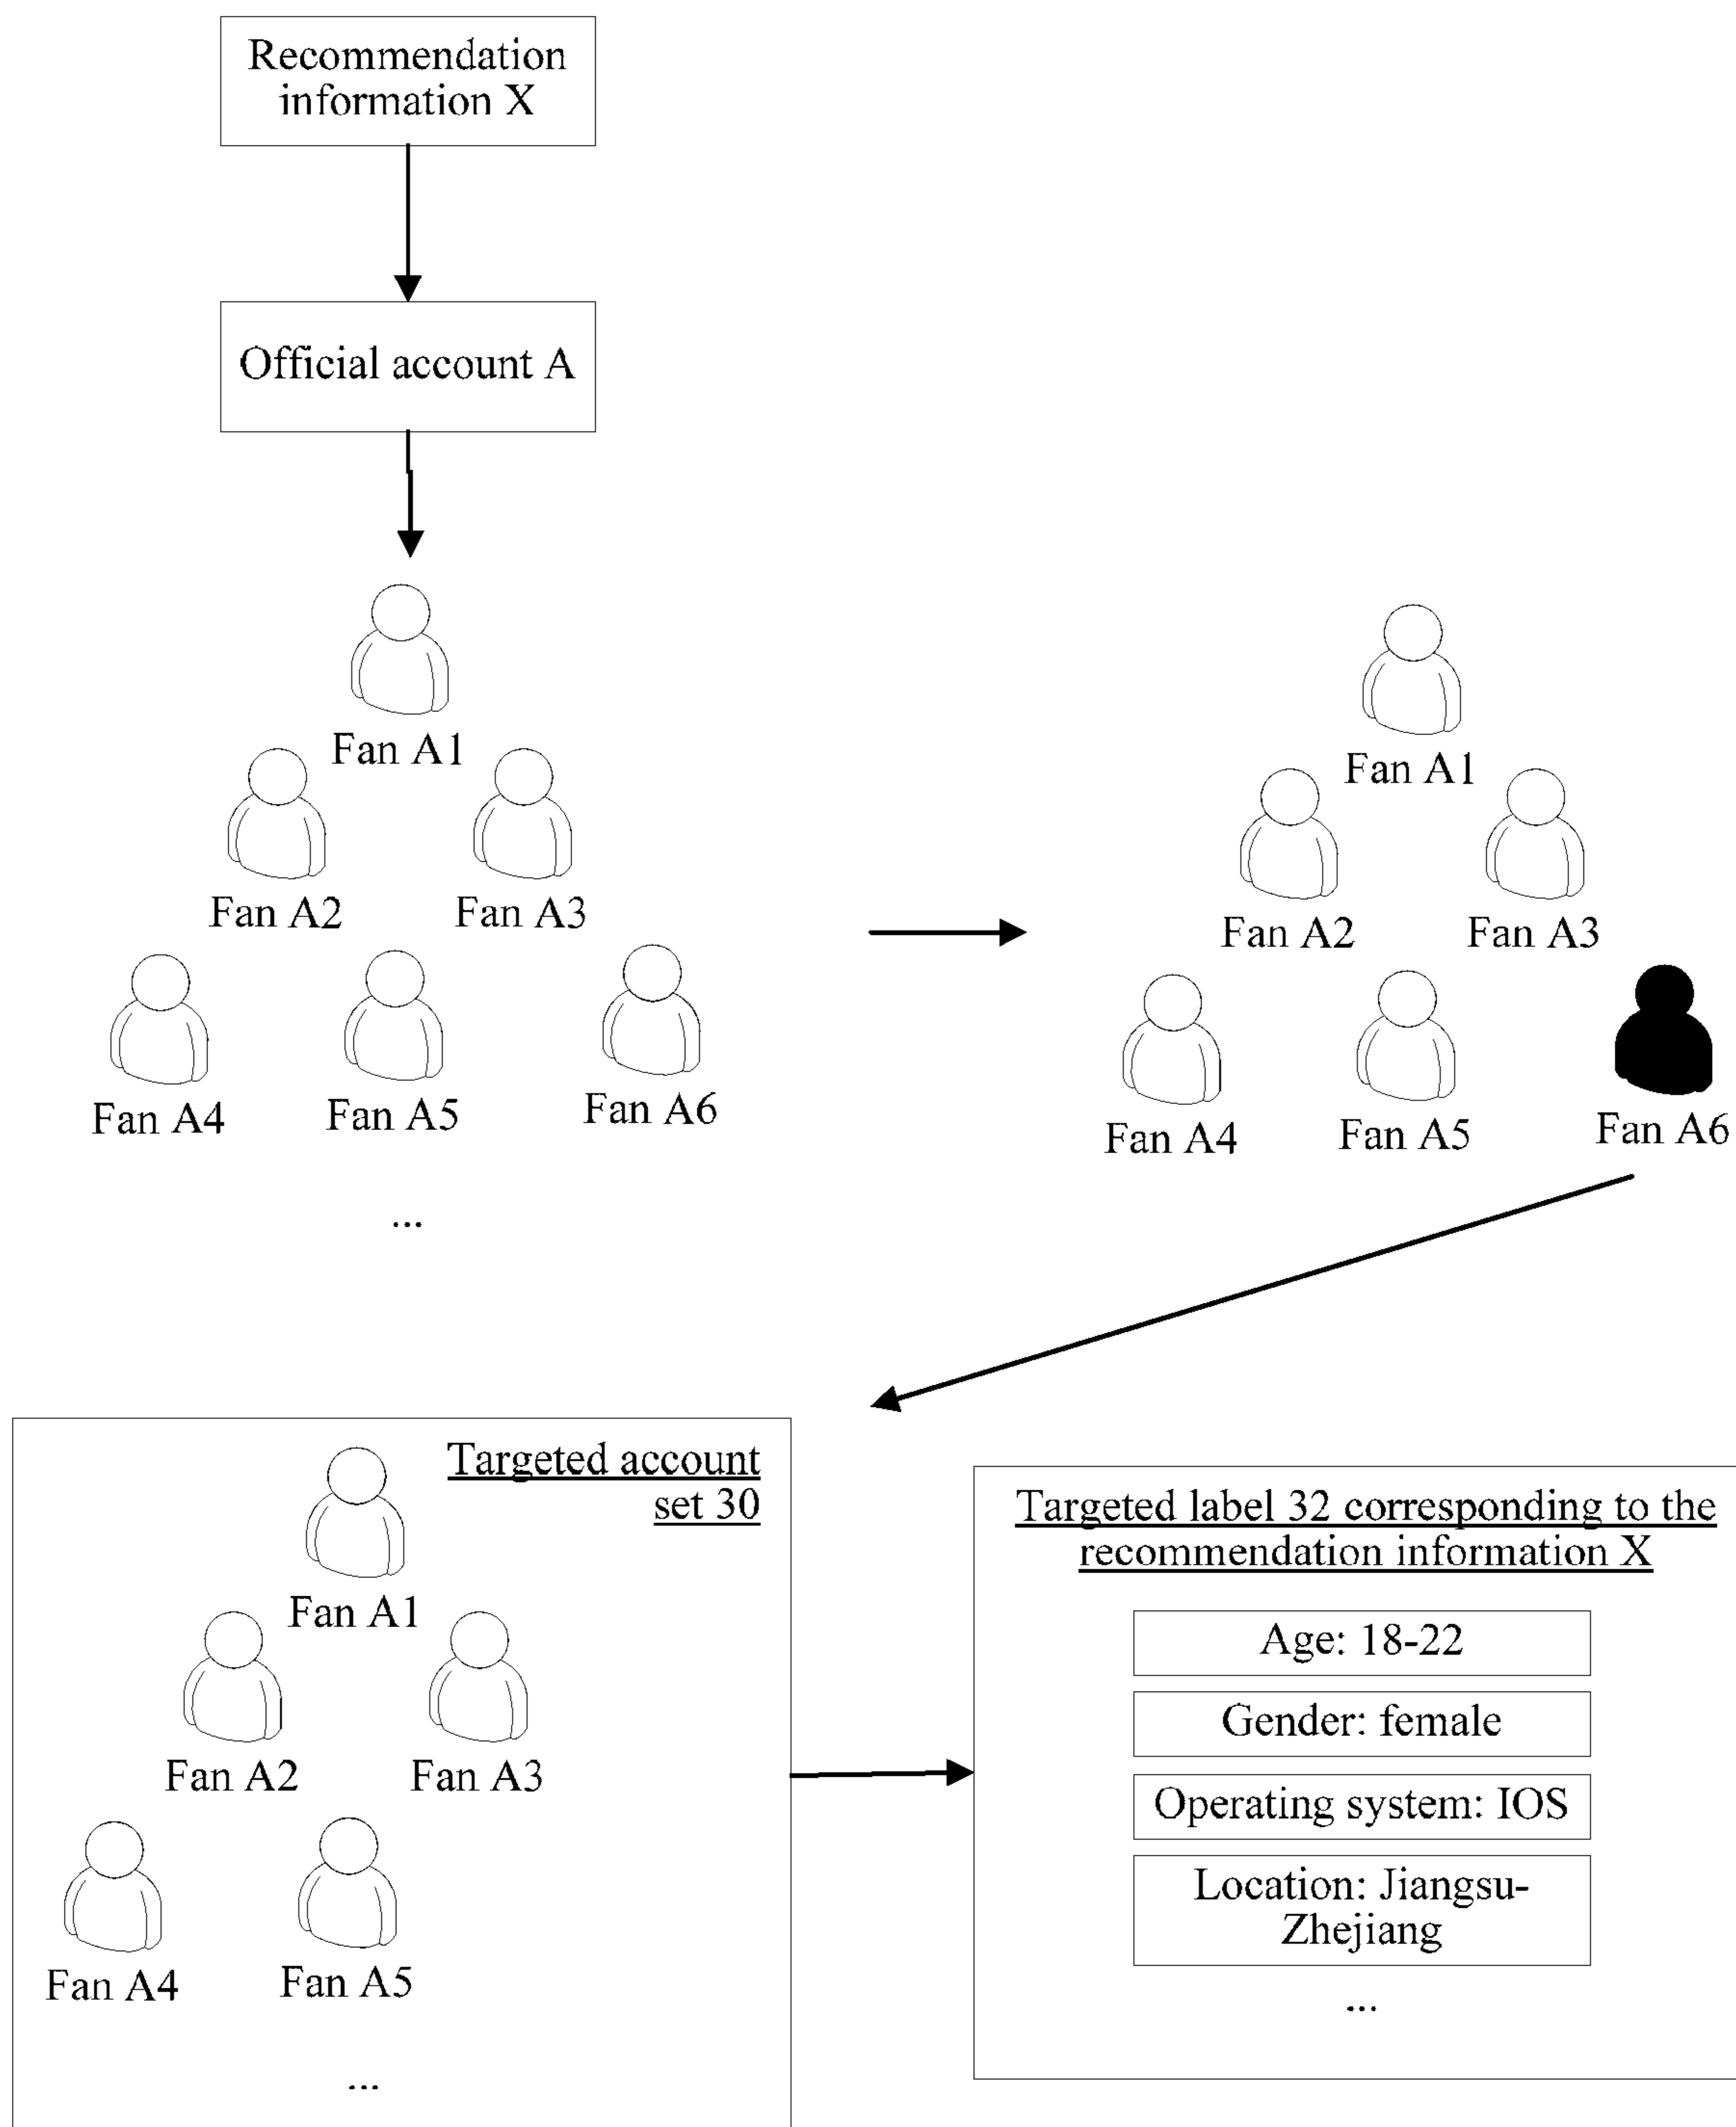 Recommendation
information X
Official account A
Fan A1
Fan A2
Fan A3
Fan A4
Fan A5
Fan A6
...
Fan A1
Fan A2
Fan A3
Fan A4
Fan A5
Fan A6
Targeted account
set 30
Fan A1
Fan A2
Fan A3
Fan A4
Fan A5
...
Targeted label 32 corresponding to the
recommendation information X
Age: 18-22
Gender: female
Operating system: IOS
Location: Jiangsu-
Zhejiang
...